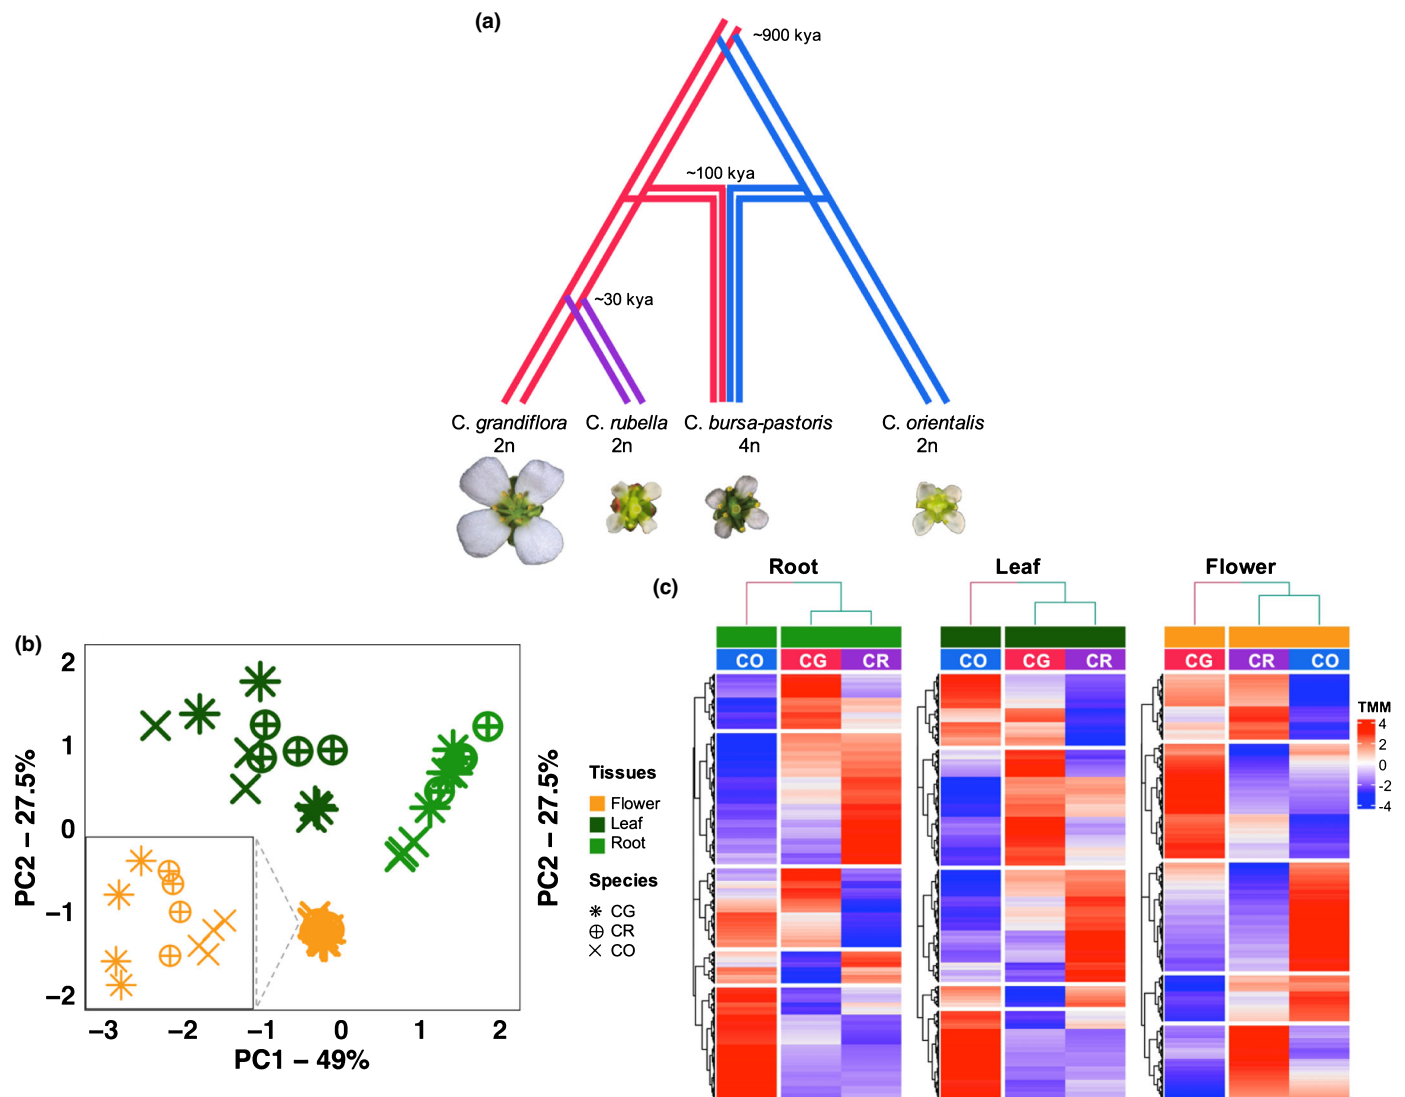 (a)
~900 kya
~100 kya
~30 kya
C. grandiflora C. rubella C. bursa-pastoris C. orientalis
2n 2n 4n 2n
(b)
2
1
0
−1
−2
−3 −2 −1 0 1 2
PC1 – 49%
PC2 – 27.5%
PC2 – 27.5%
Tissues
Flower
Leaf
Root
Species
CG
CR
CO
(c)
Root Leaf Flower
CO CG CR CO CG CR CG CR CO
TMM
4
2
0
-2
-4